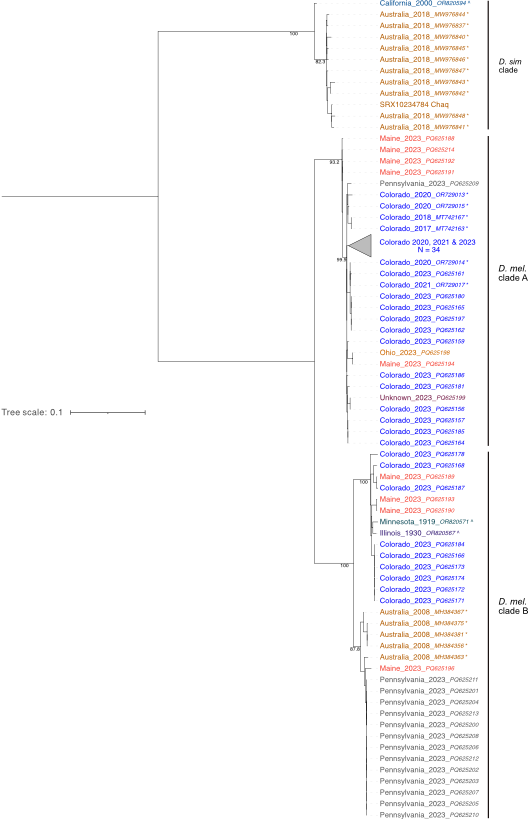 California_2000_OR820594 *
100
Australia_2018_MW976844 *
Australia_2018_MW976837 *
Australia_2018_MW976840 *
Australia_2018_MW976845 *
Australia_2018_MW976846 *
82.3
D. sim
clade
Australia_2018_MW976847 *
Australia_2018_MW976843 *
Australia_2018_MW976842 *
SRX10234784 Chaq
Australia_2018_MW976848 *
Australia_2018_MW976841 *
Maine_2023_PQ625188
Maine_2023_PQ625214
Maine_2023_PQ625192
93.2
Maine_2023_PQ625191
Pennsylvania_2023_PQ625209
Colorado_2020_OR729013 *
Colorado_2020_OR729015 *
Colorado_2018_MT742167 *
Colorado_2017_MT742163 *
Colorado 2020, 2021 & 2023
N = 34
Colorado_2020_OR729014 *
D. mel.
clade A
Colorado_2023_PQ625161
Colorado_2021_OR729017 *
Colorado_2023_PQ625180
Colorado_2023_PQ625165
Colorado_2023_PQ625197
Colorado_2023_PQ625162
Colorado_2023_PQ625159
Ohio_2023_PQ625198
Maine_2023_PQ625194
Colorado_2023_PQ625186
Colorado_2023_PQ625181
Unknown_2023_PQ625199
Colorado_2023_PQ625156
Tree scale: 0.1
Colorado_2023_PQ625157
Colorado_2023_PQ625185
Colorado_2023_PQ625164
Colorado_2023_PQ625178
Colorado_2023_PQ625168
Maine_2023_PQ625189
100
Colorado_2023_PQ625187
Maine_2023_PQ625193
Maine_2023_PQ625190
Minnesota_1919_OR820571 ^
Illinois_1930_OR820567 ^
Colorado_2023_PQ625184
Colorado_2023_PQ625166
100
Colorado_2023_PQ625173
Colorado_2023_PQ625174
Colorado_2023_PQ625172
Colorado_2023_PQ625171
D. mel.
clade B
Australia_2008_MH384367 *
Australia_2008_MH384375 *
Australia_2008_MH384381 *
Australia_2008_MH384356 *
97.6
Australia_2008_MH384363 *
Maine_2023_PQ625196
Pennsylvania_2023_PQ625211
Pennsylvania_2023_PQ625201
Pennsylvania_2023_PQ625204
Pennsylvania_2023_PQ625213
Pennsylvania_2023_PQ625200
Pennsylvania_2023_PQ625208
Pennsylvania_2023_PQ625206
Pennsylvania_2023_PQ625212
Pennsylvania_2023_PQ625202
Pennsylvania_2023_PQ625203
Pennsylvania_2023_PQ625207
Pennsylvania_2023_PQ625205
Pennsylvania_2023_PQ625210